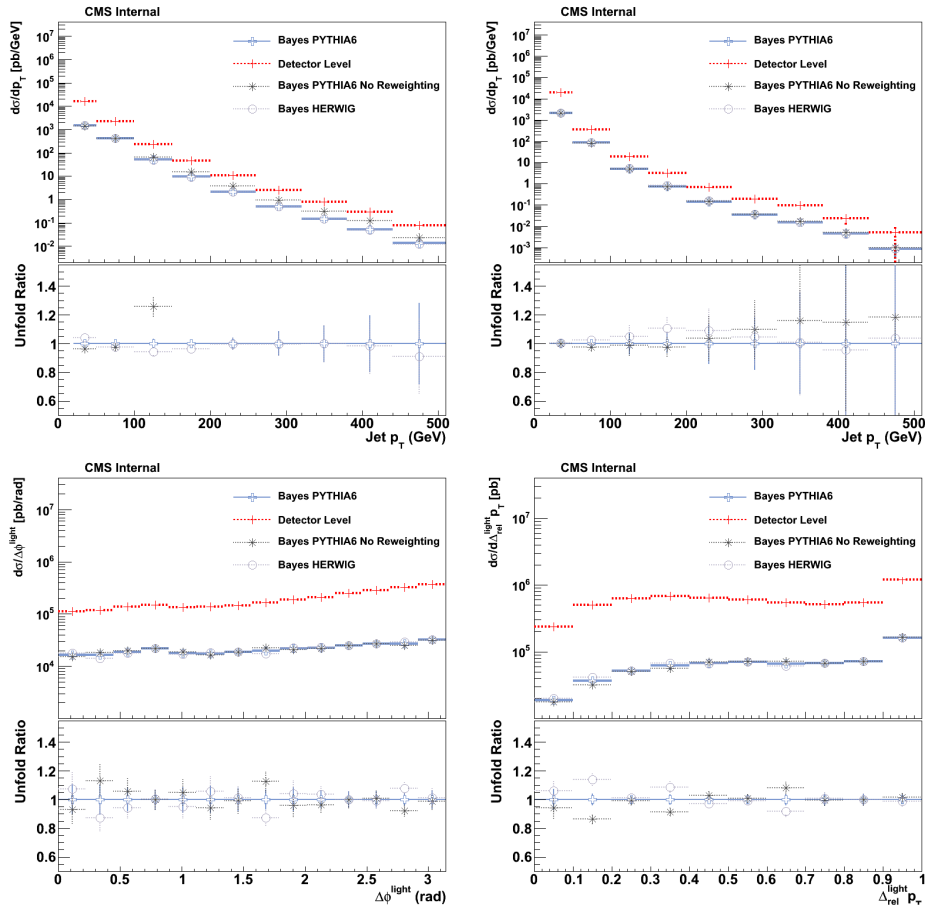 CMS Internal
dσ/dp_T [pb/GeV]
10^7
10^6
10^5
10^4
10^3
10^2
10
1
10^-1
10^-2
Bayes PYTHIA6
Detector Level
Bayes PYTHIA6 No Reweighting
Bayes HERWIG
Unfold Ratio
1.4
1.2
1
0.8
0.6
0 100 200 300 400 500
Jet p_T (GeV)
CMS Internal
dσ/dp_T [pb/GeV]
10^7
10^6
10^5
10^4
10^3
10^2
10
1
10^-1
10^-2
10^-3
Bayes PYTHIA6
Detector Level
Bayes PYTHIA6 No Reweighting
Bayes HERWIG
Unfold Ratio
1.4
1.2
1
0.8
0.6
0 100 200 300 400 500
Jet p_T (GeV)
CMS Internal
dσ/Δϕ^light [pb/rad]
10^7
10^6
10^5
10^4
Bayes PYTHIA6
Detector Level
Bayes PYTHIA6 No Reweighting
Bayes HERWIG
Unfold Ratio
1.4
1.2
1
0.8
0.6
0 0.5 1 1.5 2 2.5 3
Δϕ^light (rad)
CMS Internal
dσ/dΔ_rel^light p_T [pb]
10^7
10^6
10^5
Bayes PYTHIA6
Detector Level
Bayes PYTHIA6 No Reweighting
Bayes HERWIG
Unfold Ratio
1.4
1.2
1
0.8
0.6
0 0.1 0.2 0.3 0.4 0.5 0.6 0.7 0.8 0.9 1
Δ_rel^light p_T